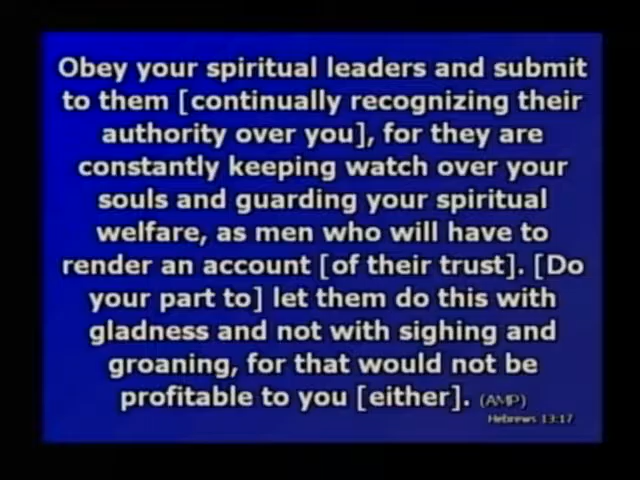 Obey your spiritual leaders and submit
to them [continually recognizing their
authority over you], for they are
constantly keeping watch over your
souls and guarding your spiritual
welfare, as men who will have to
render an account [of their trust]. [Do
your part to] let them do this with
gladness and not with sighing and
groaning, for that would not be
profitable to you [either]. (AMP)
Hebrews 13:17